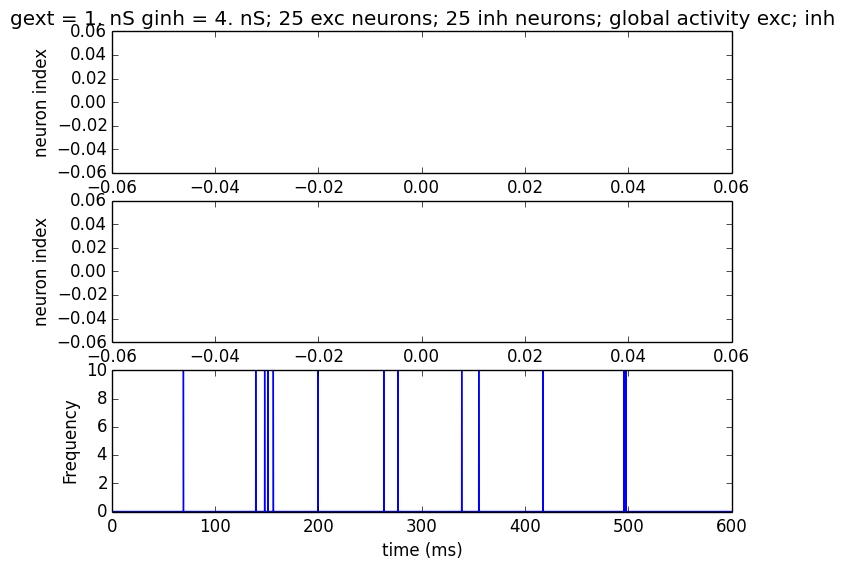 gext = 1. nS ginh = 4. nS; 25 exc neurons; 25 inh neurons; global activity exc; inh
0.06
0.04
0.02
0.00
−0.02
−0.04
−0.06
neuron index
−0.06 −0.04 −0.02 0.00 0.02 0.04 0.06
0.06
0.04
0.02
0.00
−0.02
−0.04
−0.06
neuron index
−0.06 −0.04 −0.02 0.00 0.02 0.04 0.06
10
8
6
4
2
0
Frequency
0 100 200 300 400 500 600
time (ms)